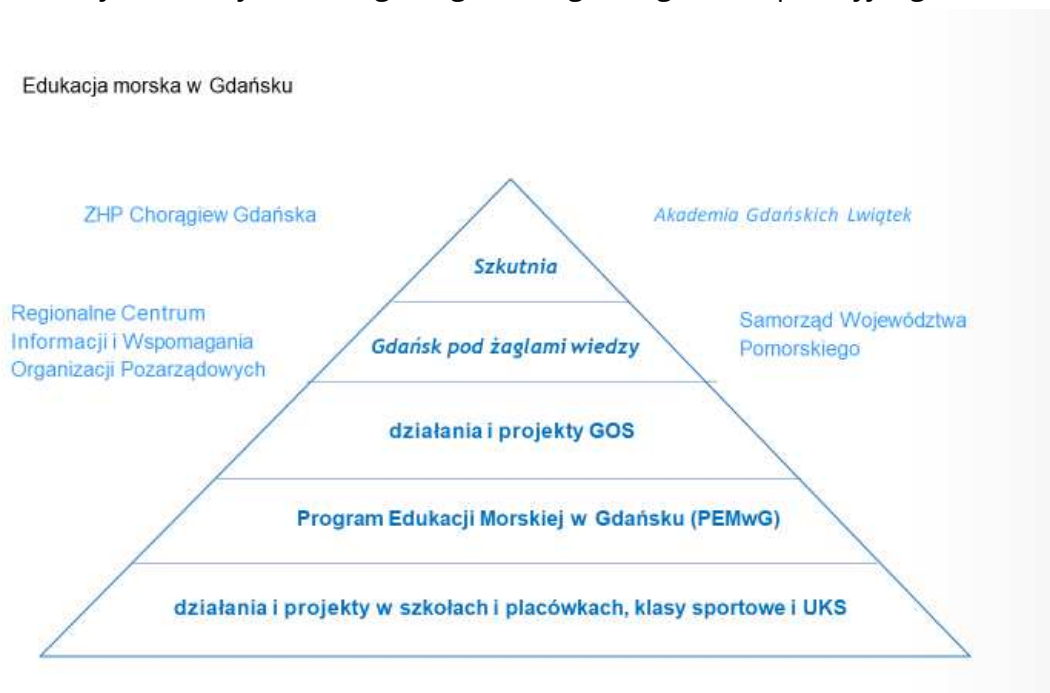 Edukacja morska w Gdańsku
ZHP Chorągiew Gdańska
Akademia Gdańskich Lwiątek
Szkutnia
Regionalne Centrum
Informacji i Wspomagania
Organizacji Pozarządowych
Samorząd Województwa
Pomorskiego
Gdańsk pod żaglami wiedzy
działania i projekty GOS
Program Edukacji Morskiej w Gdańsku (PEMwG)
działania i projekty w szkołach i placówkach, klasy sportowe i UKS